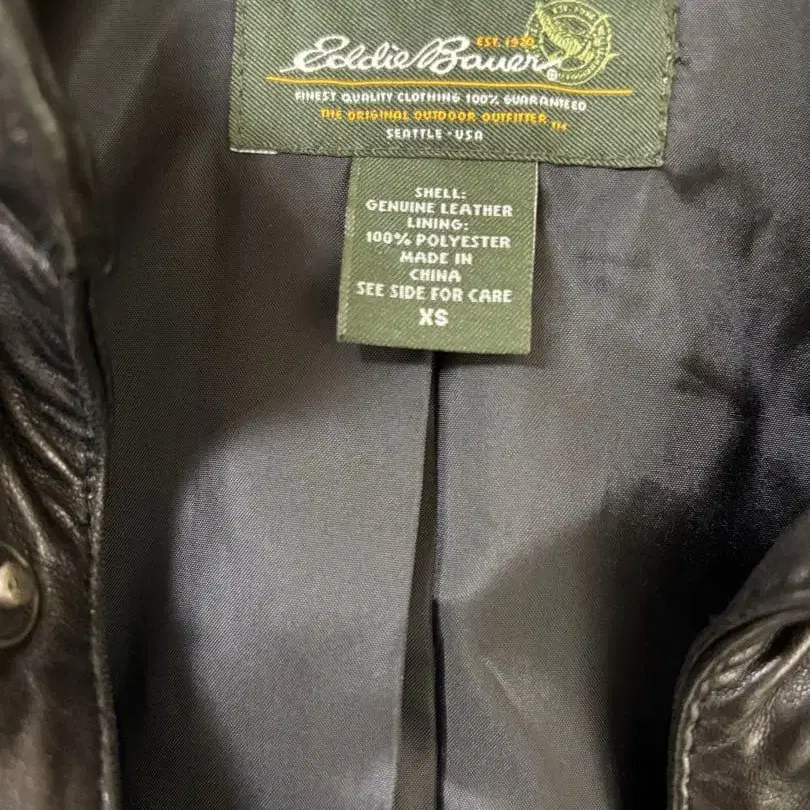 EST. 1920
Eddie Bauer®
FINEST QUALITY CLOTHING 100% GUARANTEED
THE ORIGINAL OUTDOOR OUTFITTER ™
SEATTLE · USA
SHELL:
GENUINE LEATHER
LINING:
100% POLYESTER
MADE IN
CHINA
SEE SIDE FOR CARE
XS